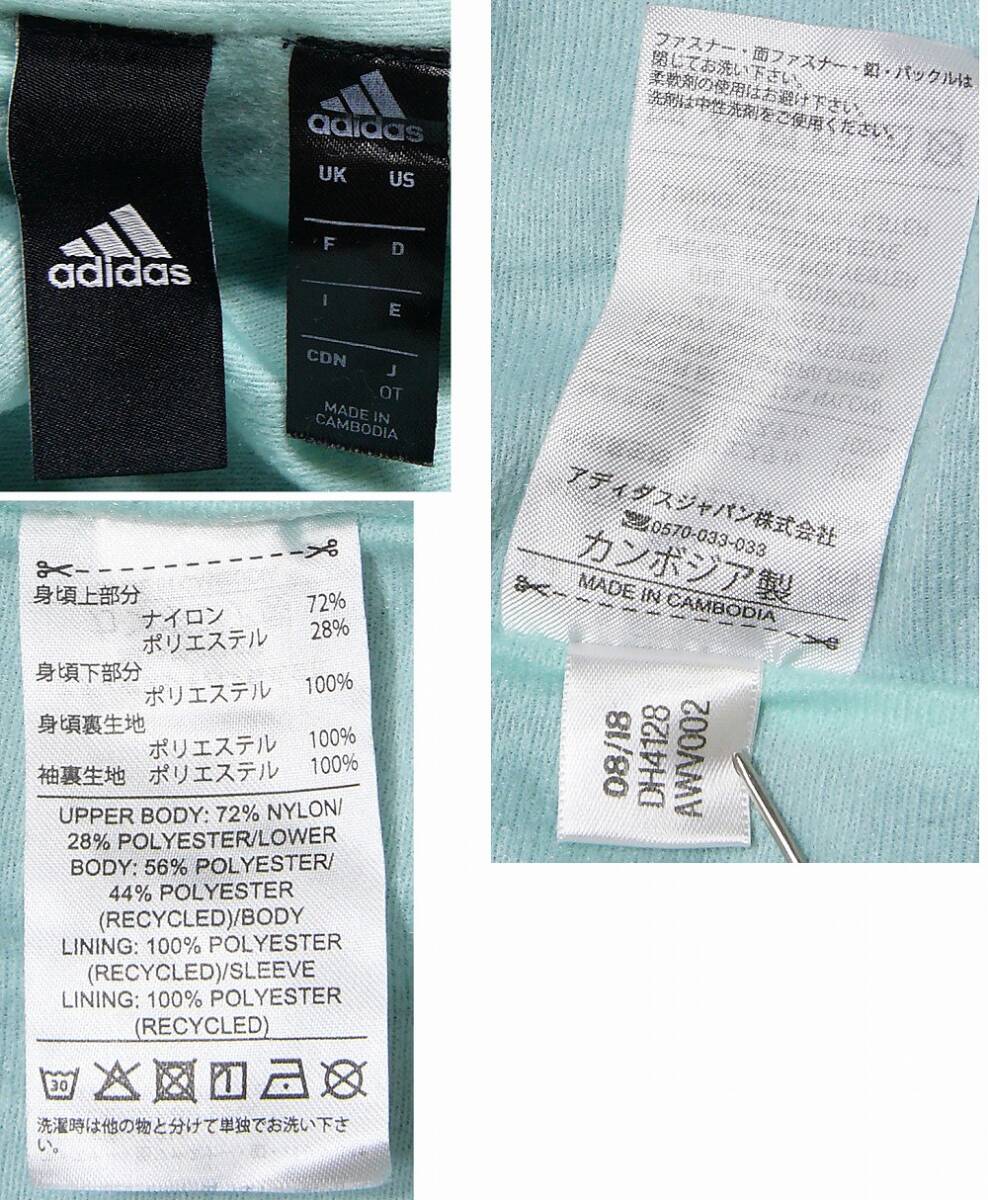 adidas
adidas
UK US
F D
I E
CDN J
OT
MADE IN
CAMBODIA
ファスナー・面ファスナー・釦・バックルは
閉じてお洗い下さい。
柔軟剤の使用はお避け下さい。
洗剤は中性洗剤をご使用ください。
アディダスジャパン株式会社
0570-033-033
カンボジア製
MADE IN CAMBODIA
08/18
DH4128
AWV002
身頃上部分
ナイロン 72%
ポリエステル 28%
身頃下部分
ポリエステル 100%
身頃裏生地
ポリエステル 100%
袖裏生地 ポリエステル 100%
UPPER BODY: 72% NYLON/
28% POLYESTER/LOWER
BODY: 56% POLYESTER/
44% POLYESTER
(RECYCLED)/BODY
LINING: 100% POLYESTER
(RECYCLED)/SLEEVE
LINING: 100% POLYESTER
(RECYCLED)
30
洗濯時は他の物と分けて単独でお洗い下さ
い。